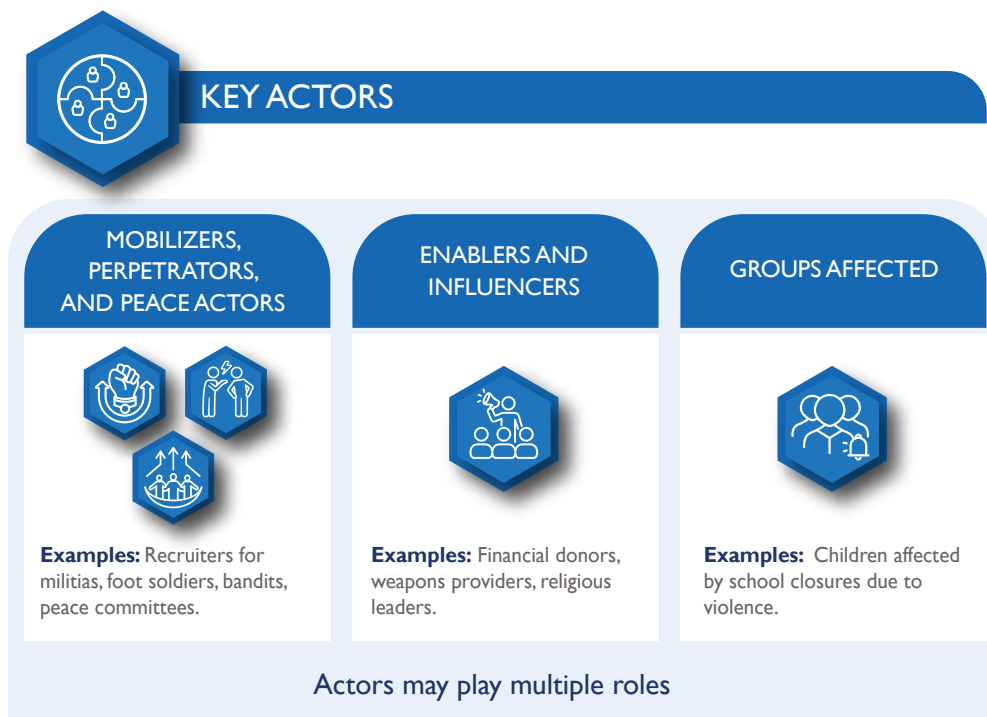 KEY ACTORS
MOBILIZERS,
PERPETRATORS,
AND PEACE ACTORS
Examples: Recruiters for
militias, foot soldiers, bandits,
peace committees.
ENABLERS AND
INFLUENCERS
Examples: Financial donors,
weapons providers, religious
leaders.
GROUPS AFFECTED
Examples: Children affected
by school closures due to
violence.
Actors may play multiple roles